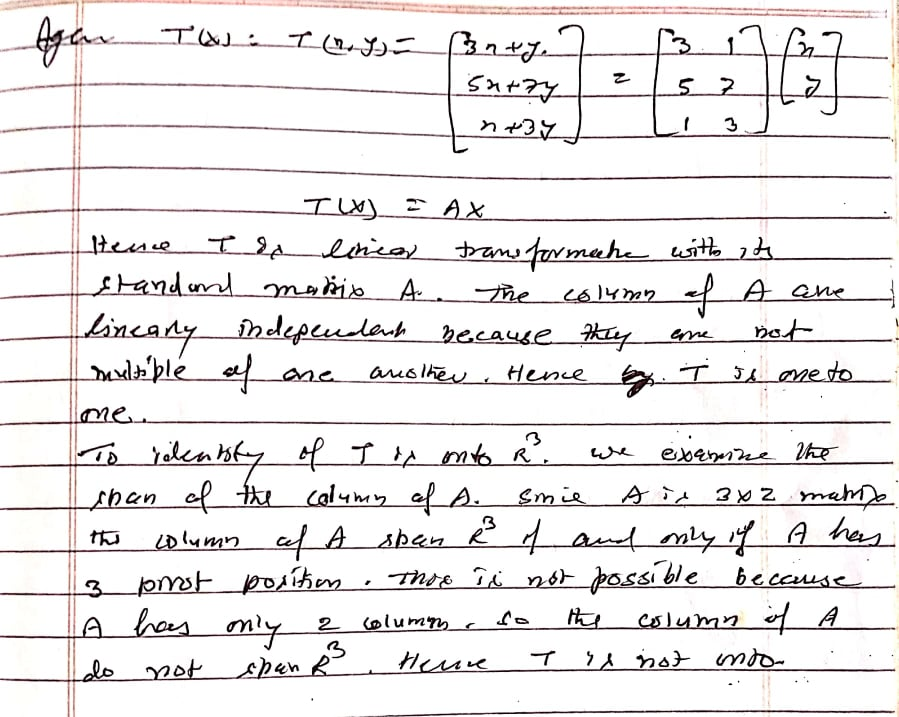 Again T(x) = T(x, y) = [3x+y 5x+7y x+3y] = [3 1 5 7 1 3] [x y]
T(x) = AX
Hence T is linear transformation with its
standard matrix A. The column of A are
linearly independent because they are not
multiple of one another. Hence T is one to
one.
To identity of T is onto R³. we examine the
span of the column of A. Since A is 3x2 matrix
the column of A span R³ if and only if A has
3 pivot position. This is not possible because
A has only 2 column. So the column of A
do not span R³. Hence T is not onto